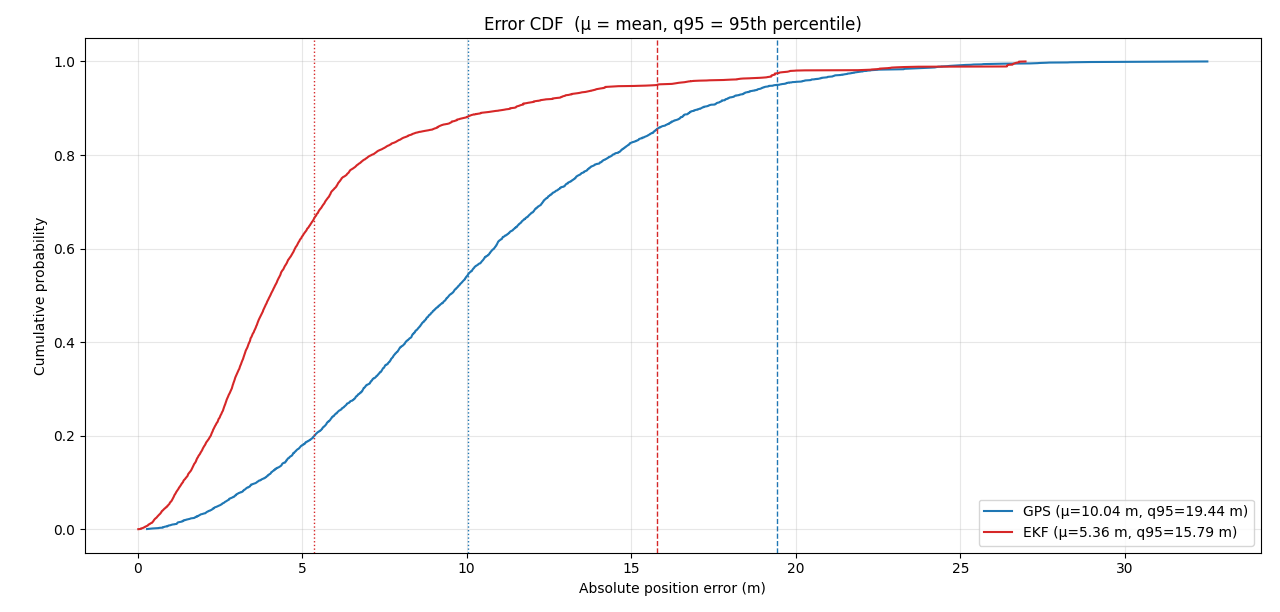 Error CDF  (μ = mean, q95 = 95th percentile)
Cumulative probability
1.0
0.8
0.6
0.4
0.2
0.0
GPS (μ=10.04 m, q95=19.44 m)
EKF (μ=5.36 m, q95=15.79 m)
0 5 10 15 20 25 30
Absolute position error (m)